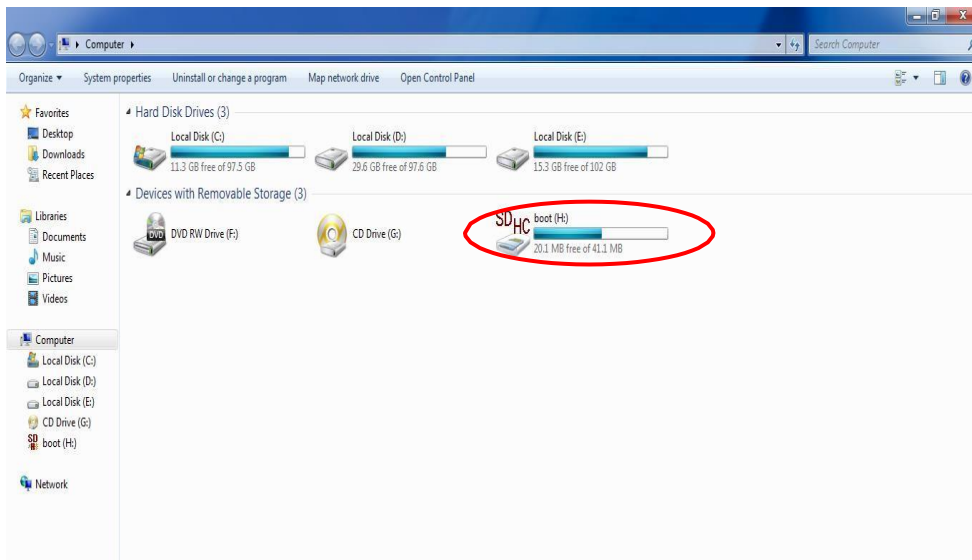 Computer
Search Computer
Organize
System properties
Uninstall or change a program
Map network drive
Open Control Panel
Favorites
Desktop
Downloads
Recent Places
Libraries
Documents
Music
Pictures
Videos
Computer
Local Disk (C:)
Local Disk (D:)
Local Disk (E:)
CD Drive (G:)
SD
boot (H:)
Network
Hard Disk Drives (3)
Local Disk (C:)
11.3 GB free of 97.5 GB
Local Disk (D:)
29.6 GB free of 97.6 GB
Local Disk (E:)
15.3 GB free of 102 GB
Devices with Removable Storage (3)
DVD
DVD RW Drive (F:)
CD Drive (G:)
SDHC
boot (H:)
20.1 MB free of 41.1 MB